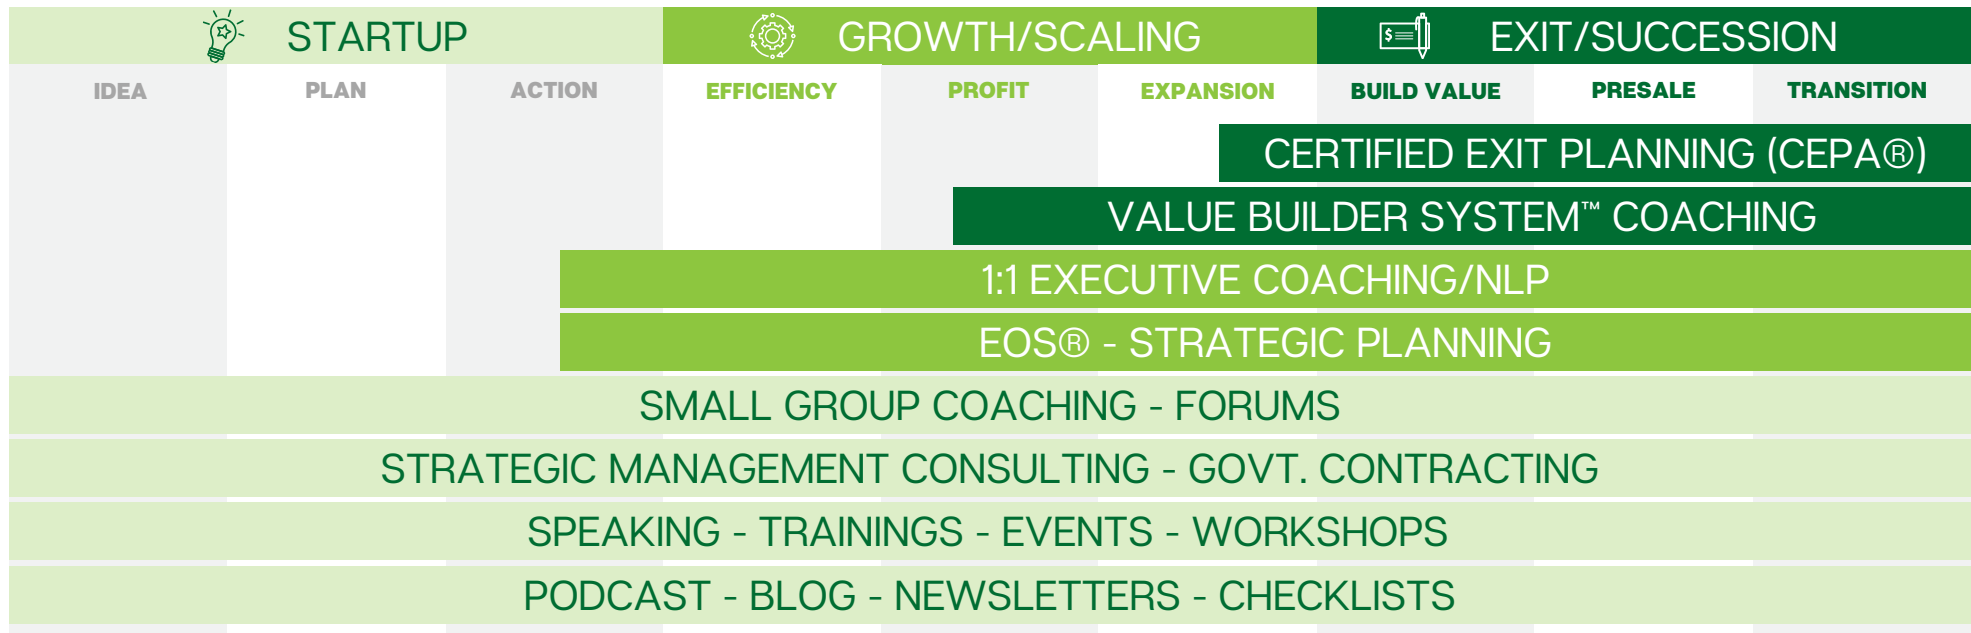 STARTUP GROWTH/SCALING EXIT/SUCCESSION
IDEA PLAN ACTION EFFICIENCY PROFIT EXPANSION BUILD VALUE PRESALE TRANSITION
CERTIFIED EXIT PLANNING (CEPA®)
VALUE BUILDER SYSTEM™ COACHING
1:1 EXECUTIVE COACHING/NLP
EOS® - STRATEGIC PLANNING
SMALL GROUP COACHING - FORUMS
STRATEGIC MANAGEMENT CONSULTING - GOVT. CONTRACTING
SPEAKING - TRAININGS - EVENTS - WORKSHOPS
PODCAST - BLOG - NEWSLETTERS - CHECKLISTS